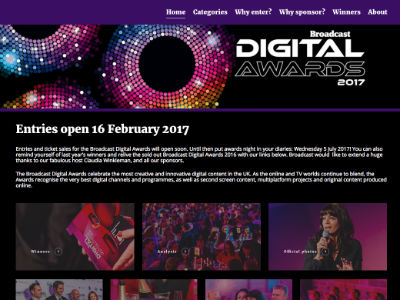 Home Categories Why enter? Why sponsor? Winners About
Broadcast
DIGITAL
AWARDS
2017
Entries open 16 February 2017
Entries and ticket sales for the Broadcast Digital Awards will open soon. Until then put awards night in your diaries: Wednesday 5 July 2017! You can also
remind yourself of last year's winners and relive the sold out Broadcast Digital Awards 2016 with our links below. Broadcast would like to extend a huge
thanks to our fabulous host Claudia Winkleman, and all our sponsors.
The Broadcast Digital Awards celebrate the most creative and innovative digital content in the UK. As the online and TV worlds continue to blend, the
Awards recognise the very best digital channels and programmes, as well as second screen content, multiplatform projects and original content produced
online.
Winners Analysis Official photos